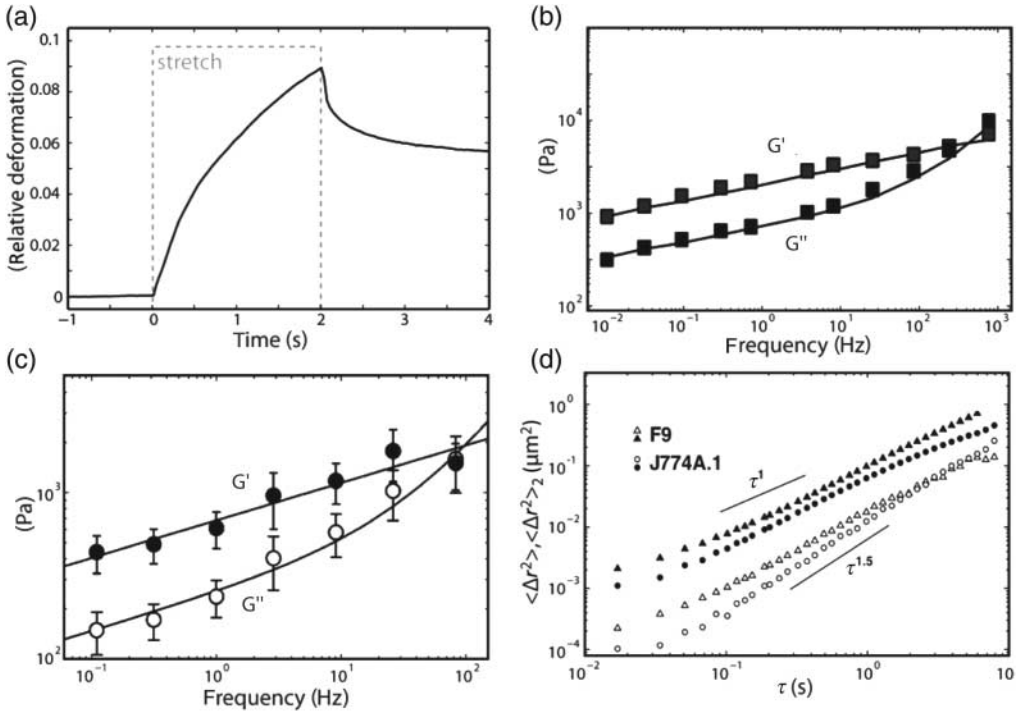 (a)
(Relative deformation)
0.1
0.08
0.06
0.04
0.02
0
stretch
−1
0
1
2
3
4
Time (s)
(b)
(Pa)
10⁴
10³
10²
G'
G"
10⁻²
10⁻¹
10⁰
10¹
10²
10³
Frequency (Hz)
(c)
(Pa)
10³
10²
G'
G"
10⁻¹
10⁰
10¹
10²
Frequency (Hz)
(d)
<Δr²>,<Δr²>₂ (μm²)
10⁰
10⁻¹
10⁻²
10⁻³
10⁻⁴
F9
J774A.1
τ¹
τ¹·⁵
10⁻²
10⁻¹
10⁰
10
τ (s)